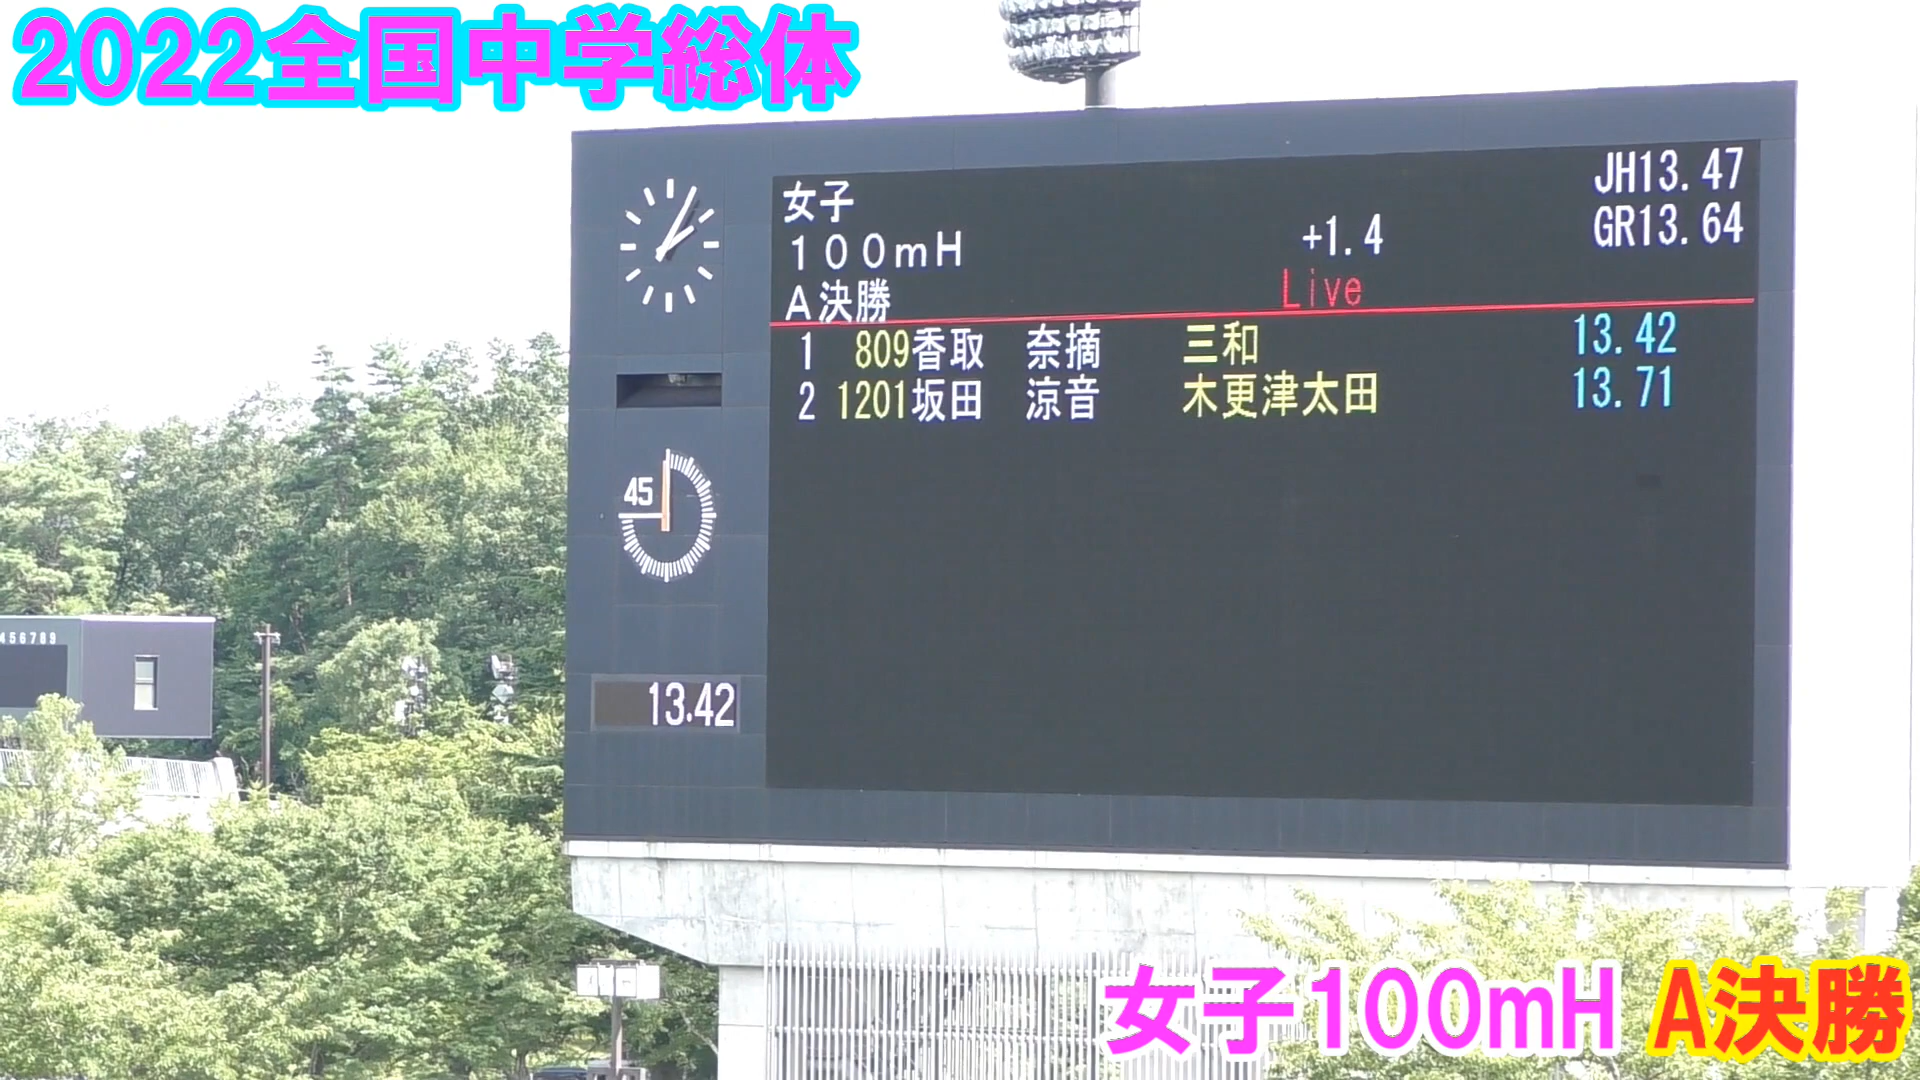 2022全国中学総体
女子
100mH
A決勝
+1.4
Live
JH13.47
GR13.64
1 809香取 奈摘 三和 13.42
2 1201坂田 涼音 木更津太田 13.71
45
13.42
456789
女子100mH A決勝